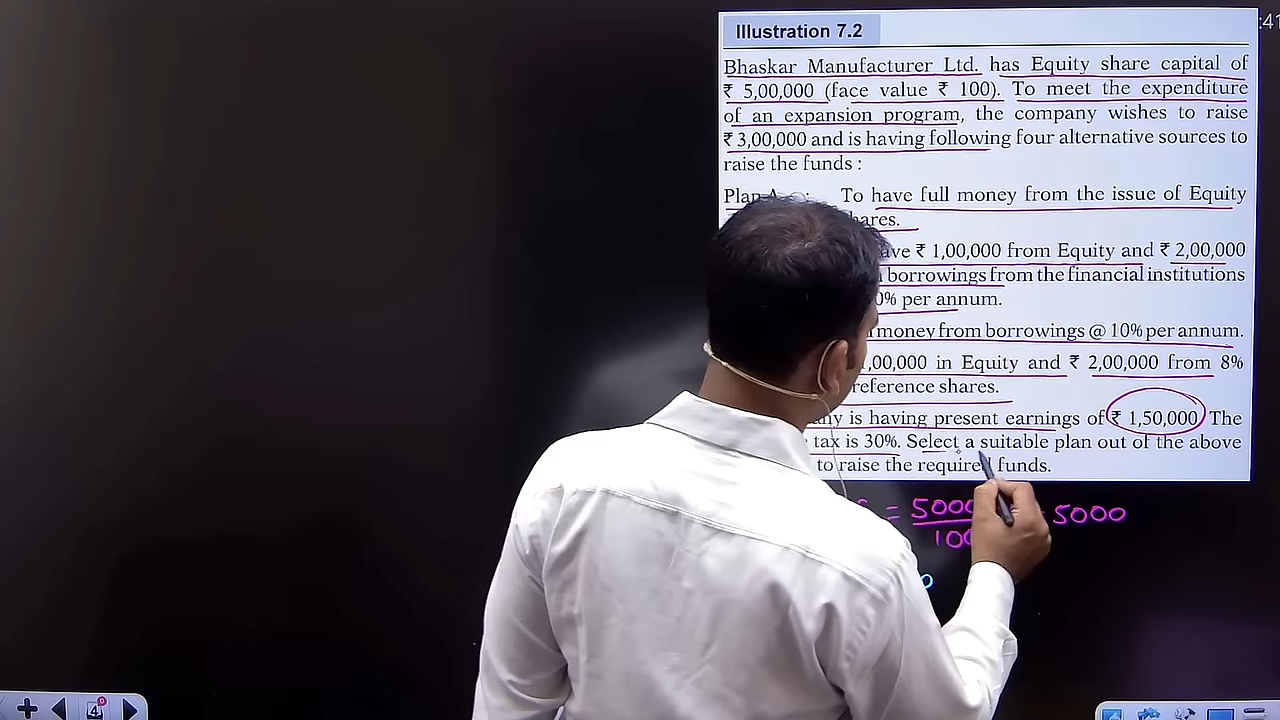 :4
Illustration 7.2
Bhaskar Manufacturer Ltd. has Equity share capital of
₹ 5,00,000 (face value ₹ 100). To meet the expenditure
of an expansion program, the company wishes to raise
₹ 3,00,000 and is having following four alternative sources to
raise the funds :
Plan A : To have full money from the issue of Equity
hares.
ave ₹ 1,00,000 from Equity and ₹ 2,00,000
borrowings from the financial institutions
0% per annum.
money from borrowings @ 10% per annum.
,00,000 in Equity and ₹ 2,00,000 from 8%
reference shares.
ny is having present earnings of ₹ 1,50,000 The
tax is 30%. Select a suitable plan out of the above
to raise the required funds.
= 5000
100
5000
4